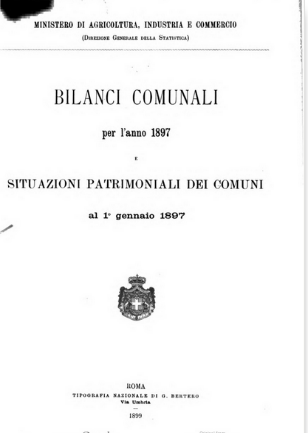 MINISTERO DI AGRICOLTURA, INDUSTRIA E COMMERCIO
(DIREZIONE GENERALE DELLA STATISTICA)
BILANCI COMUNALI
per l'anno 1897
E
SITUAZIONI PATRIMONIALI DEI COMUNI
al 1° gennaio 1897
ROMA
TIPOGRAFIA NAZIONALE DI G. BERTERO
Via Umbria
1899